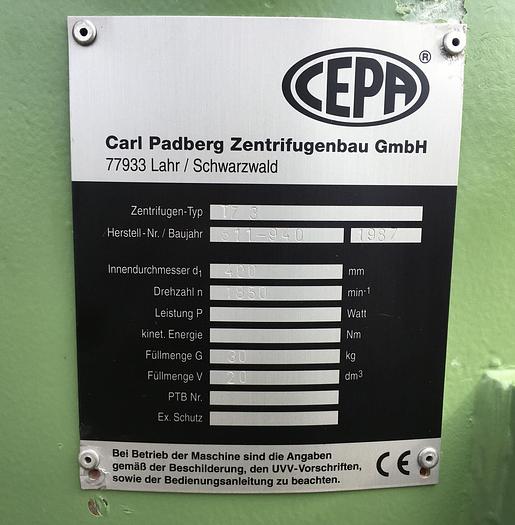 CEPA ®
Carl Padberg Zentrifugenbau GmbH
77933 Lahr / Schwarzwald
Zentrifugen-Typ
Herstell-Nr. / Baujahr 1987
Innendurchmesser d1 400 mm
Drehzahl n min-1
Leistung P Watt
kinet. Energie Nm
Füllmenge G 30 kg
Füllmenge V 20 dm3
PTB Nr.
Ex. Schutz
Bei Betrieb der Maschine sind die Angaben
gemäß der Beschilderung, den UVV-Vorschriften,
sowie der Bedienungsanleitung zu beachten.
CE